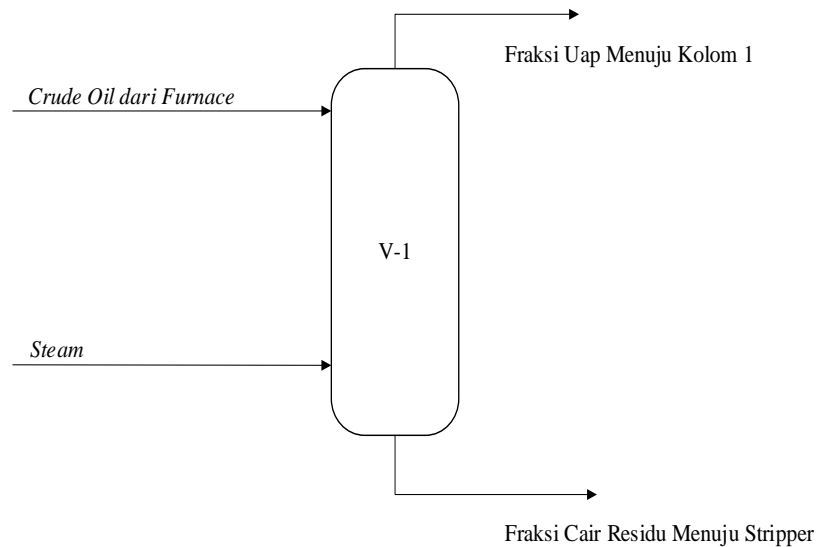 Fraksi Uap Menuju Kolom 1
Crude Oil dari Furnace
V-1
Steam
Fraksi Cair Residu Menuju Stripper